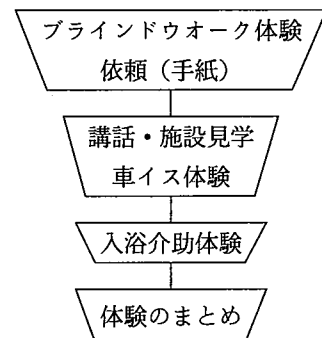 ブラインドウオーク体験
依頼（手紙）
講話・施設見学
車イス体験
入浴介助体験
体験のまとめ